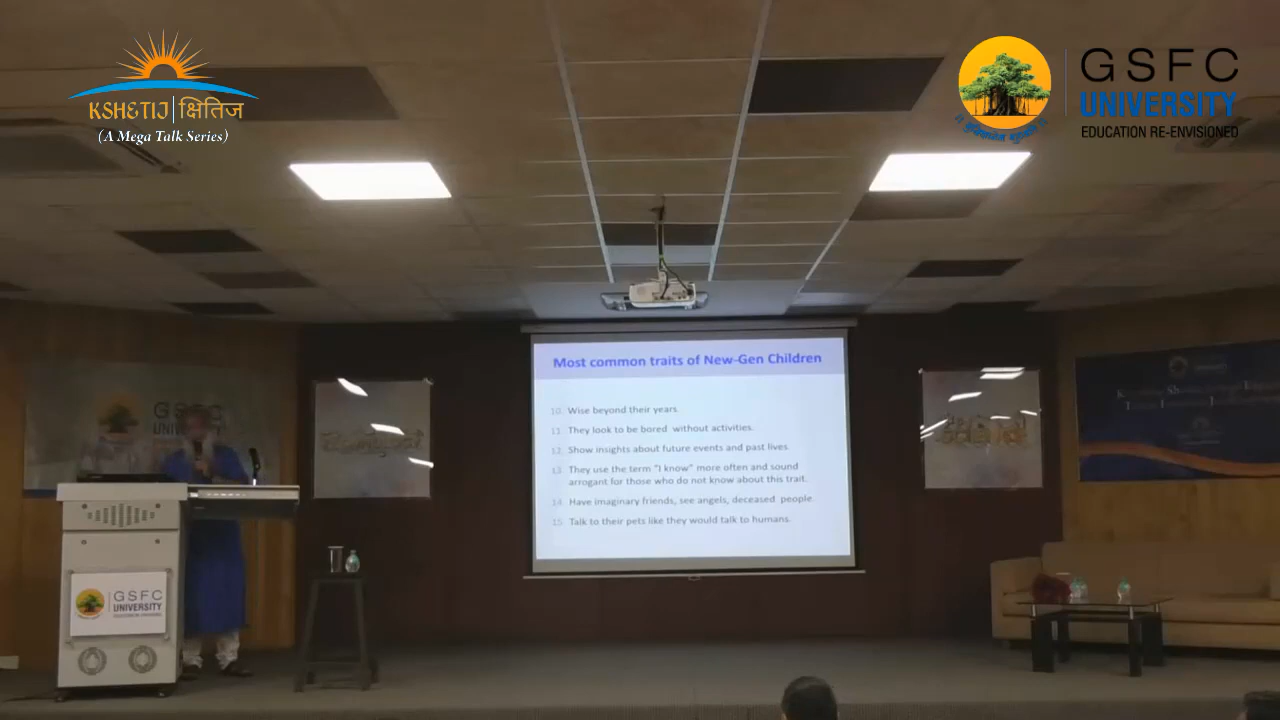 KSHETIJ|क्षितिज
(A Mega Talk Series)
GSFC
UNIVERSITY
EDUCATION RE-ENVISIONED
Most common traits of New-Gen Children
10. Wise beyond their years.
11. They look to be bored without activities.
12. Show insights about future events and past lives.
13. They use the term "I know" more often and sound
arrogant for those who do not know about this trait.
14. Have imaginary friends, see angels, deceased people.
15. Talk to their pets like they would talk to humans.
GSFC
GSFC
UNIVERSITY
EDUCATION RE-ENVISIONED